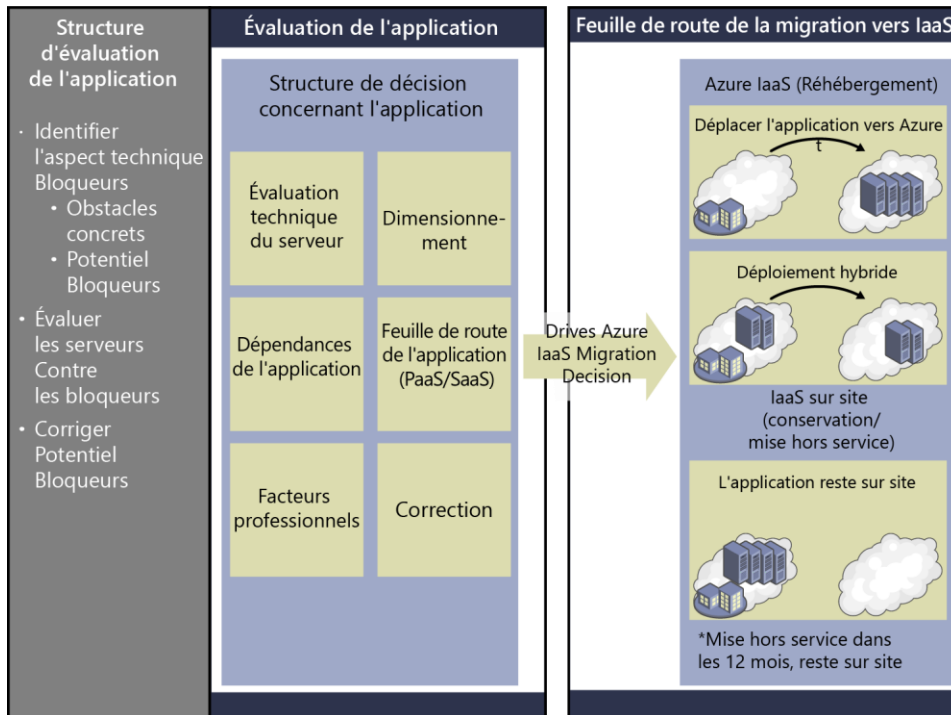 Structure
d'évaluation
de l'application
· Identifier
l'aspect technique
Bloqueurs
• Obstacles
concrets
• Potentiel
Bloqueurs
• Évaluer
les serveurs
Contre
les bloqueurs
• Corriger
Potentiel
Bloqueurs
Évaluation de l'application
Structure de décision
concernant l'application
Évaluation
technique
du serveur
Dimensionne-
ment
Dépendances
de l'application
Feuille de route
de l'application
(PaaS/SaaS)
Facteurs
professionnels
Correction
Drives Azure
IaaS Migration
Decision
Feuille de route de la migration vers IaaS
Azure IaaS (Réhébergement)
Déplacer l'application vers Azure
t
Déploiement hybride
IaaS sur site
(conservation/
mise hors service)
L'application reste sur site
*Mise hors service dans
les 12 mois, reste sur site